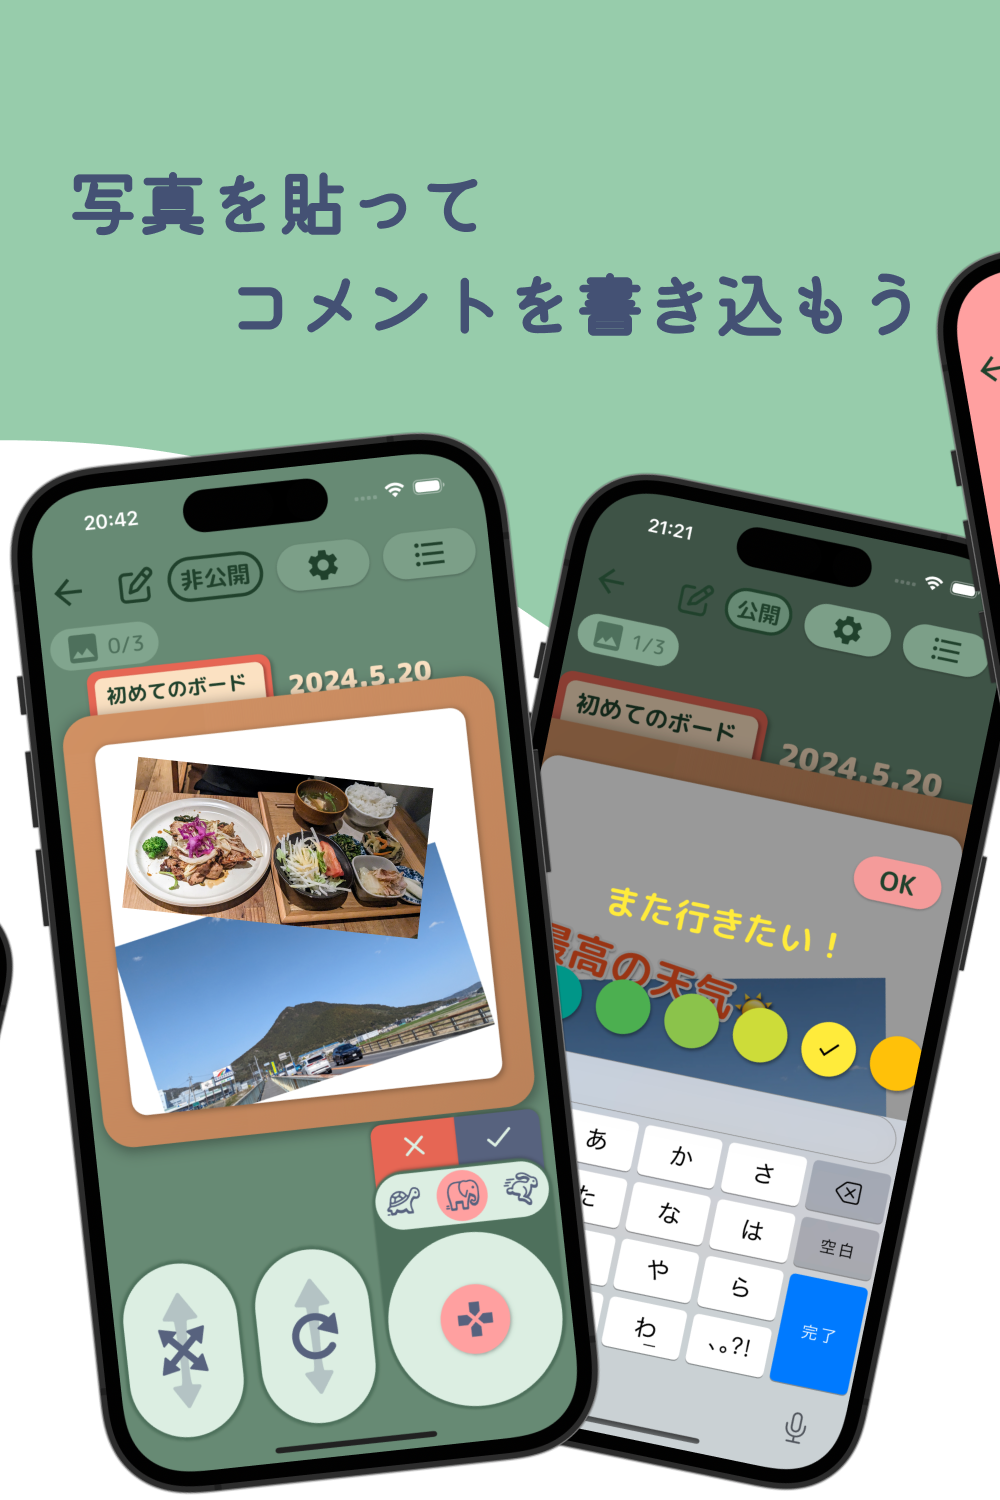 写真を貼って
コメントを書き込もう
20:42
非公開
0/3
初めてのボード
2024.5.20
21:21
公開
1/3
初めてのボード
2024.5.20
OK
また行きたい！
最高の天気
あ
か
さ
た
な
は
空白
や
ら
わ
、。?!
完了